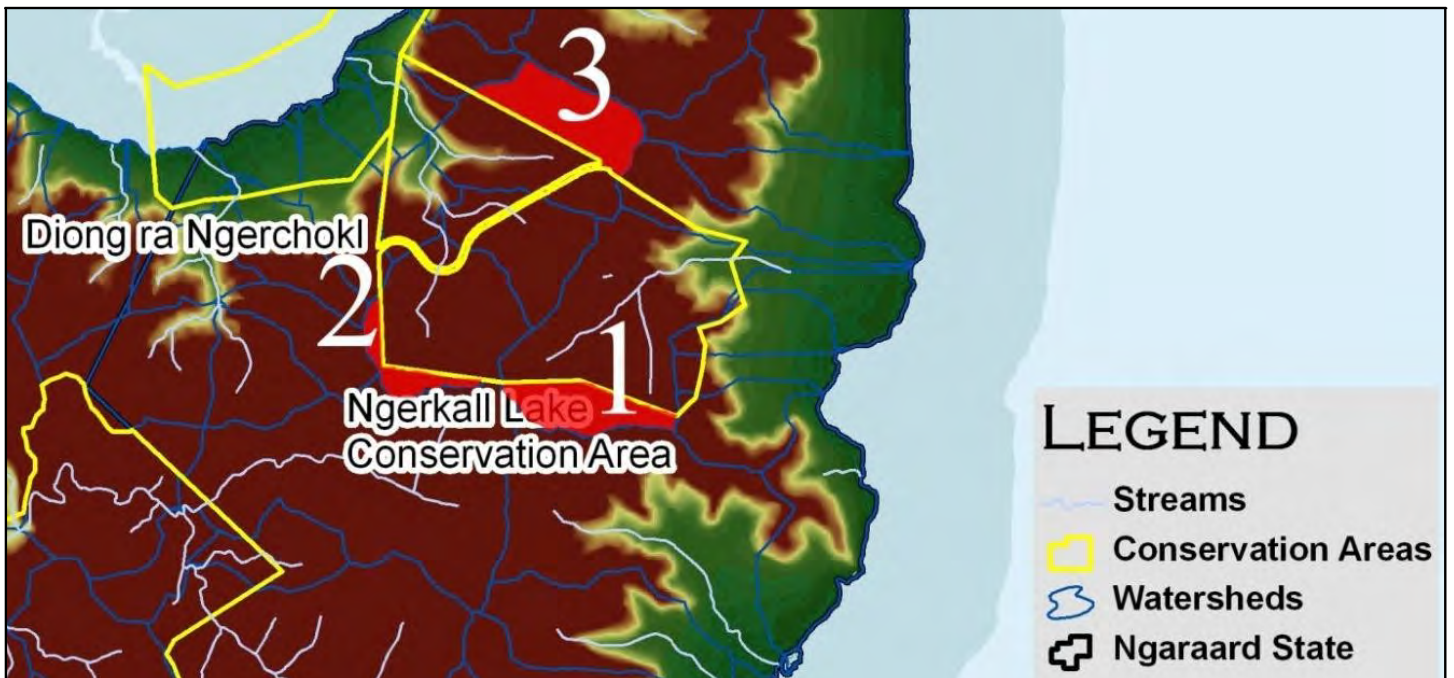 3
Diong ra Ngerchokl
2
1
Ngerkall Lake
Conservation Area
LEGEND
Streams
Conservation Areas
Watersheds
Ngaraard State